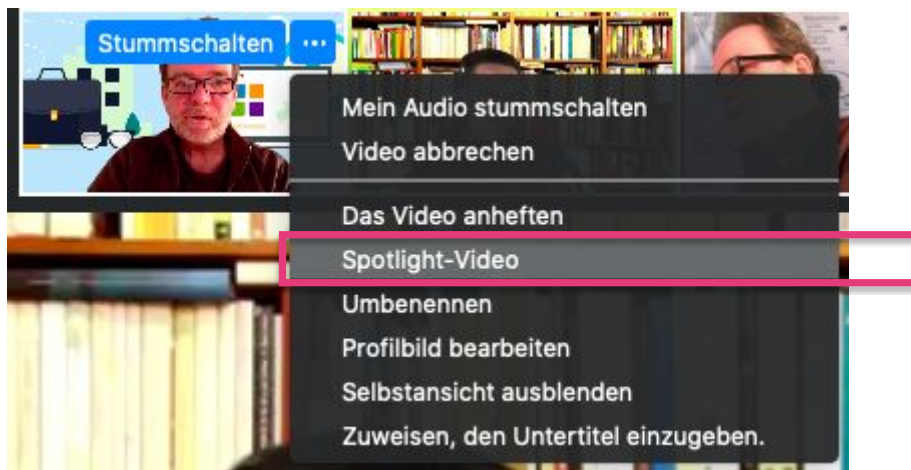 Stummschalten ...
Mein Audio stummschalten
Video abbrechen
Das Video anheften
Spotlight-Video
Umbenennen
Profilbild bearbeiten
Selbstansicht ausblenden
Zuweisen, den Untertitel einzugeben.